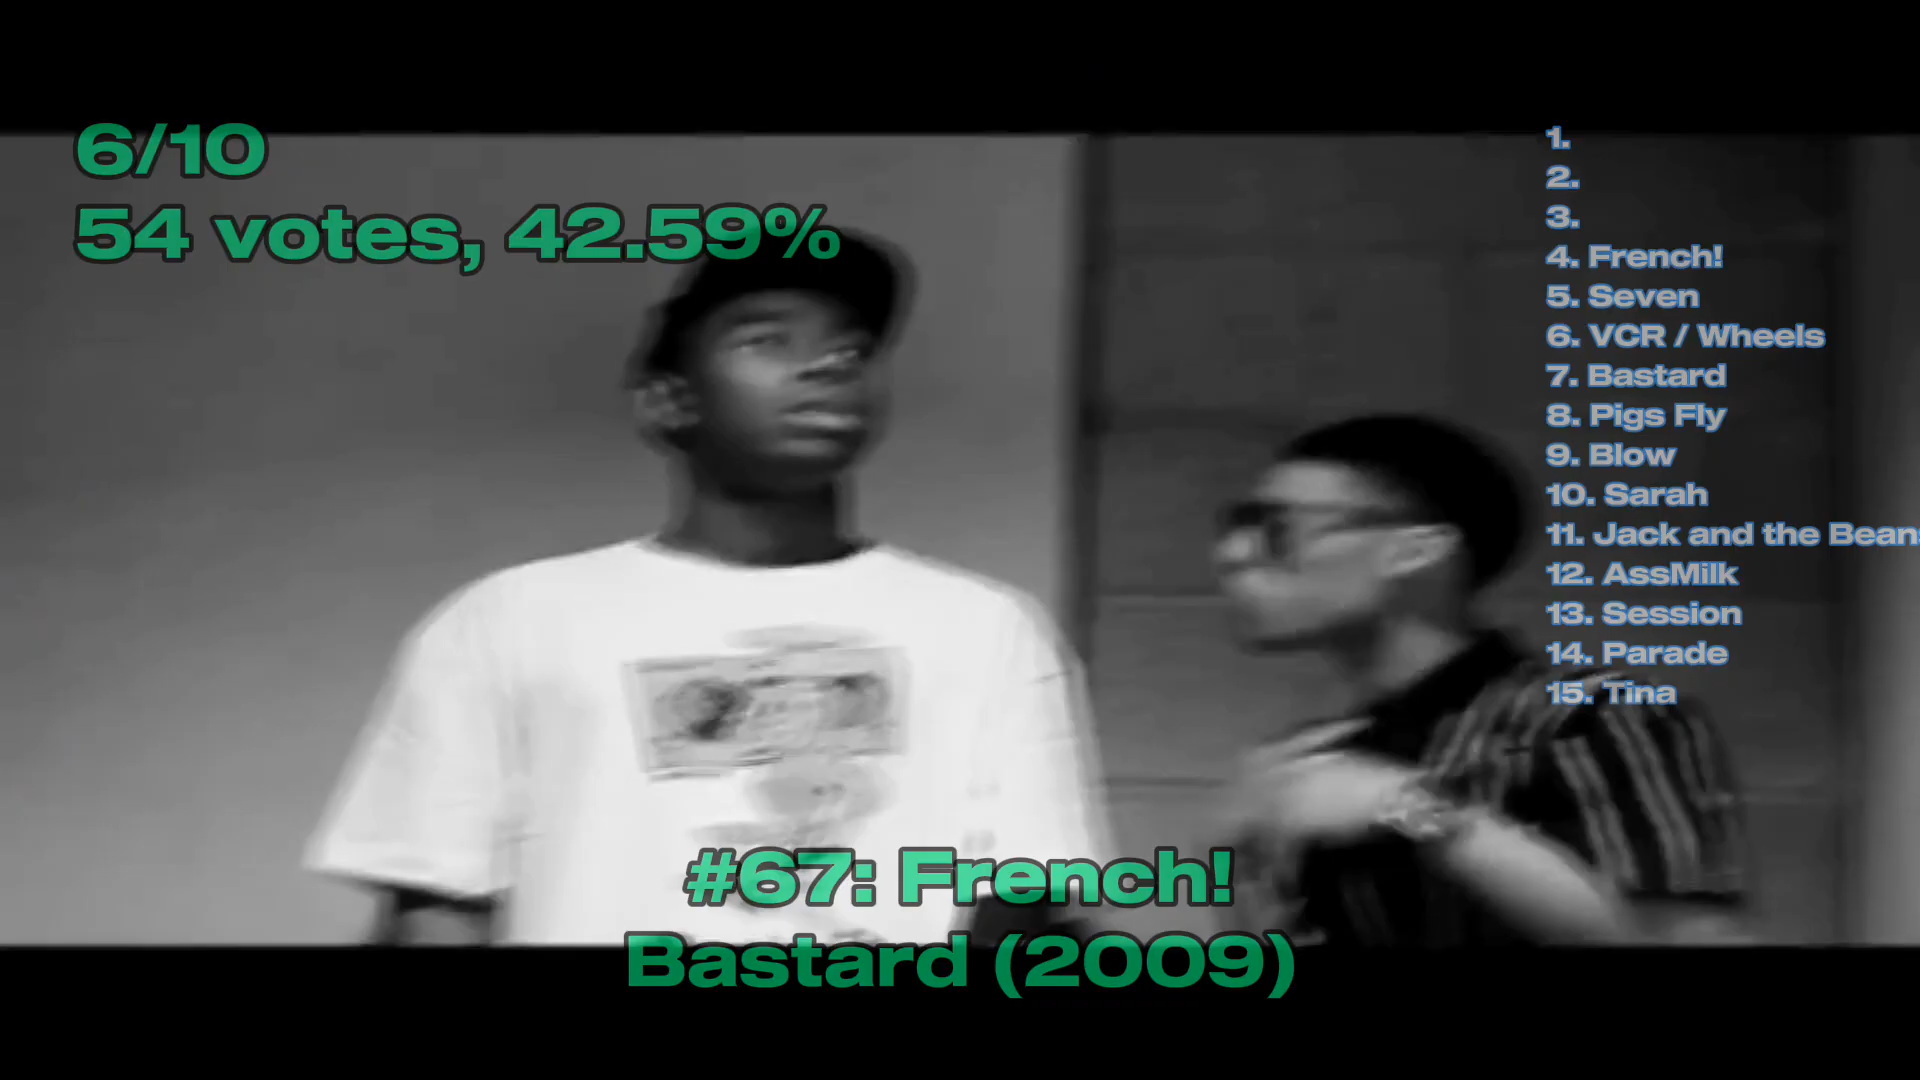 6/10
54 votes, 42.59%
1.
2.
3.
4. French!
5. Seven
6. VCR / Wheels
7. Bastard
8. Pigs Fly
9. Blow
10. Sarah
11. Jack and the Beans
12. AssMilk
13. Session
14. Parade
15. Tina
#67: French!
Bastard (2009)